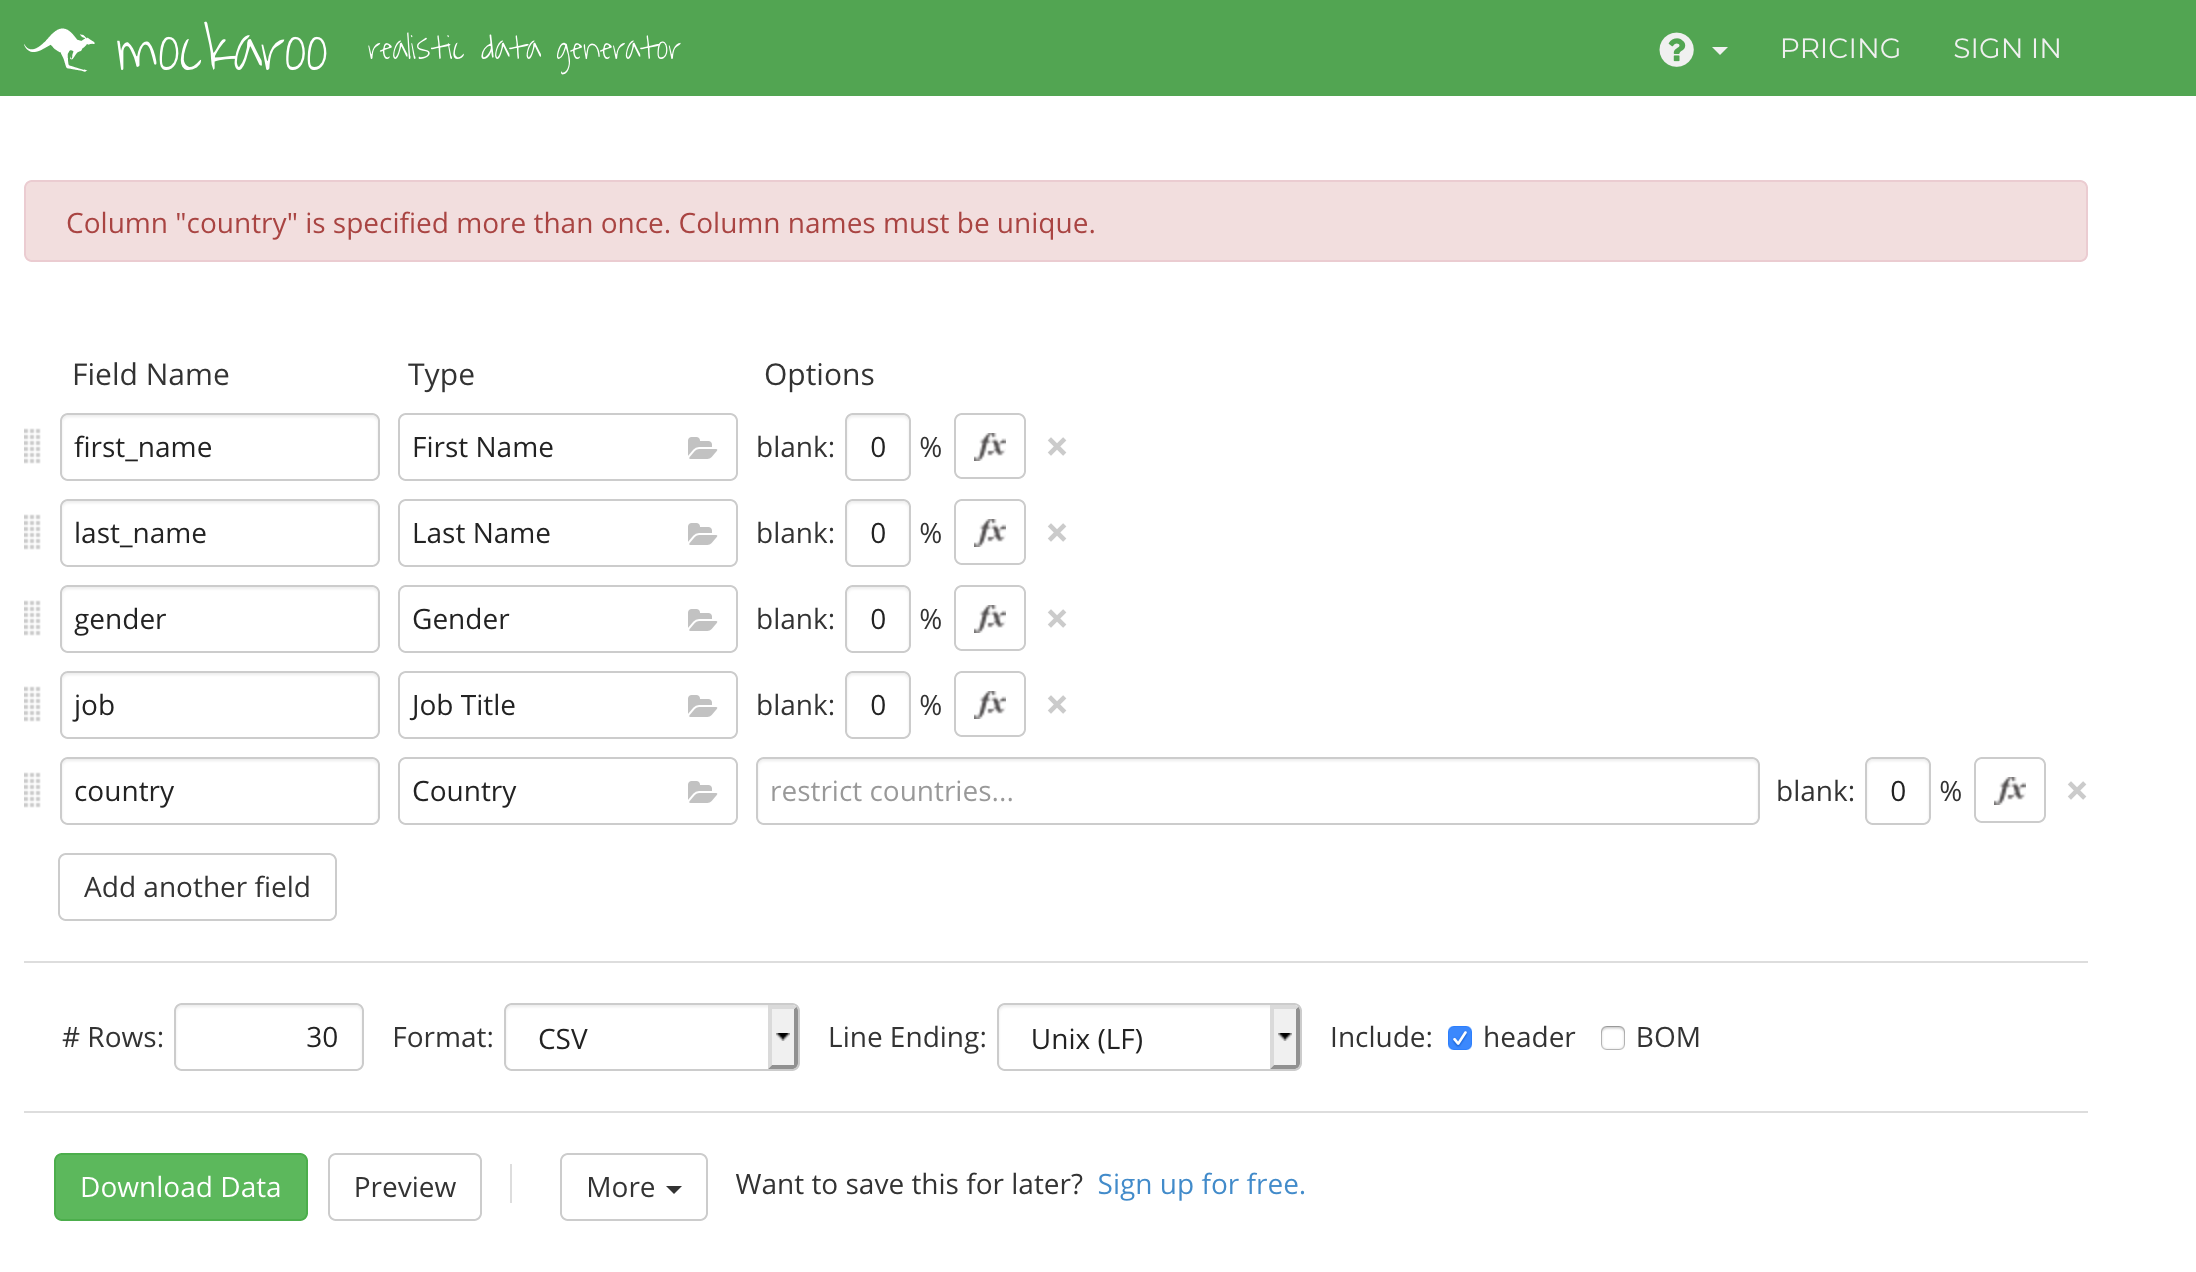 mockaroo realistic data generator ? PRICING SIGN IN
Column "country" is specified more than once. Column names must be unique.
Field Name Type Options
first_name First Name blank: 0 % fx ×
last_name Last Name blank: 0 % fx ×
gender Gender blank: 0 % fx ×
job Job Title blank: 0 % fx ×
country Country restrict countries... blank: 0 % fx ×
Add another field
# Rows: 30 Format: CSV Line Ending: Unix (LF) Include: header BOM
Download Data Preview More Want to save this for later? Sign up for free.